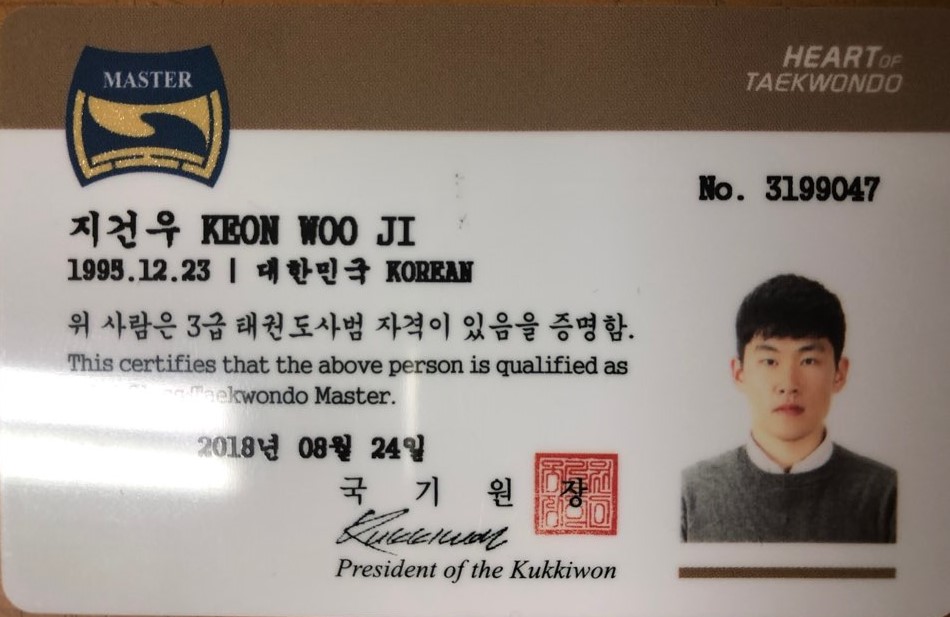 MASTER
HEART OF
TAEKWONDO
No. 3199047
지건우 KEON WOO JI
1995.12.23 | 대한민국 KOREAN
위 사람은 3급 태권도사범 자격이 있음을 증명함.
This certifies that the above person is qualified as
Taekwondo Master.
2018년 08월 24일
국 기 원 장
Kukkiwon
President of the Kukkiwon